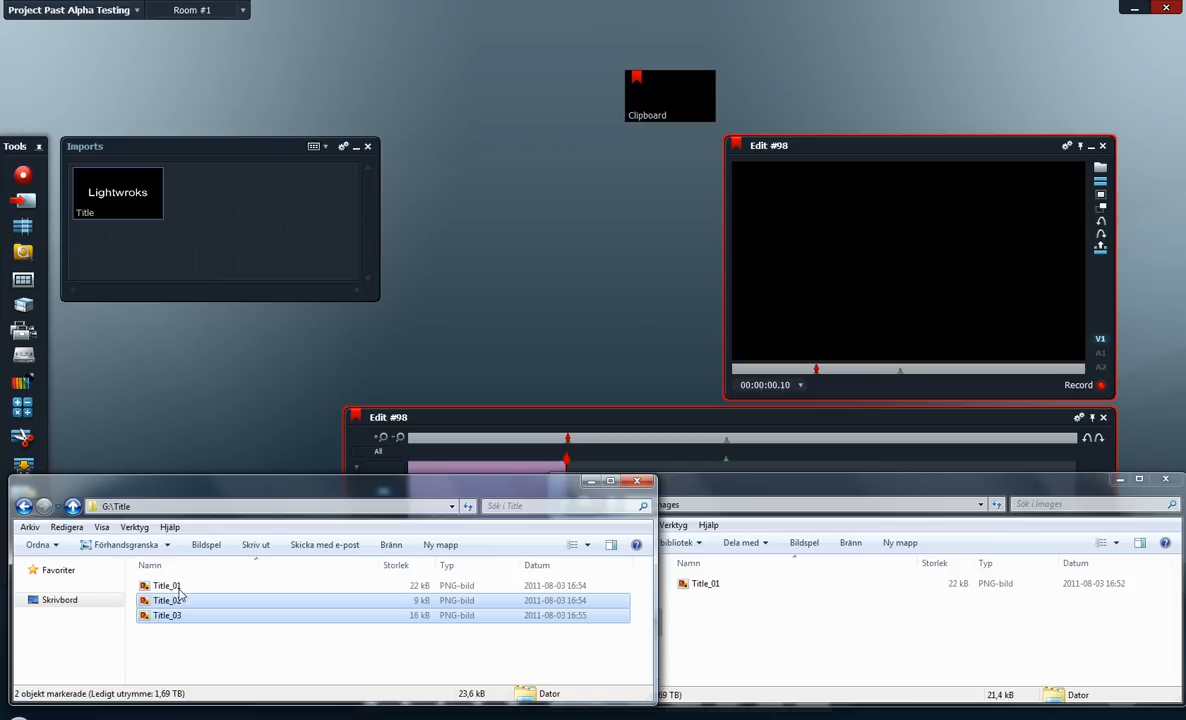 Project Past Alpha Testing
Room #1
Clipboard
Tools
Imports
Lightwroks
Title
Edit #98
V1
A1
A2
00:00:00.10
Record
Edit #98
All
G:\Title
Sök i Title
Arkiv Redigera Visa Verktyg Hjälp
Ordna Förhandsgranska Bildspel Skriv ut Skicka med e-post Bränn Ny mapp
Favoriter
Skrivbord
Namn Storlek Typ Datum
Title_01 22 kB PNG-bild 2011-08-03 16:54
Title_02 9 kB PNG-bild 2011-08-03 16:54
Title_03 16 kB PNG-bild 2011-08-03 16:55
2 objekt markerade (Ledigt utrymme: 1,69 TB) 23,6 kB Dator
Sök i Images
Verktyg Hjälp
Dela med Bildspel Bränn Ny mapp
Storlek Typ Datum
Title_01 22 kB PNG-bild 2011-08-03 16:52
69 TB) 21,4 kB Dator